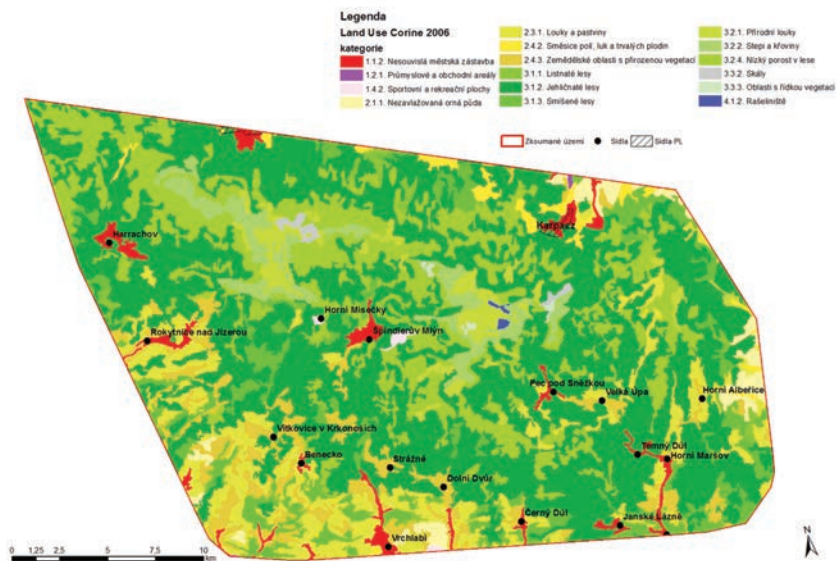 Legenda
Land Use Corine 2006
kategorie
1.1.2. Nesouvislá městská zástavba
1.2.1. Průmyslové a obchodní areály
1.4.2. Sportovní a rekreační plochy
2.1.1. Nezavlažovaná orná půda
2.3.1. Louky a pastviny
2.4.2. Směsice polí, luk a trvalých plodin
2.4.3. Zemědělské oblasti s přirozenou vegetací
3.1.1. Listnaté lesy
3.1.2. Jehličnaté lesy
3.1.3. Smíšené lesy
3.2.1. Přírodní louky
3.2.2. Stepi a křoviny
3.2.4. Nízký porost v lese
3.3.2. Skály
3.3.3. Oblasti s řídkou vegetací
4.1.2. Rašeliniště
Zkoumané území
Sídla
Sídla PL
Karpacz
Harrachov
Horní Mísečky
Rokytnice nad Jizerou
Špindlerův Mlýn
Pec pod Sněžkou
Velká Úpa
Horní Albeřice
Vítkovice v Krkonoších
Benecko
Strážné
Temný Důl
Horní Maršov
Dolní Dvůr
Černý Důl
Janské Lázně
Vrchlabí
N
0 1,25 2,5 5 7,5 10
km